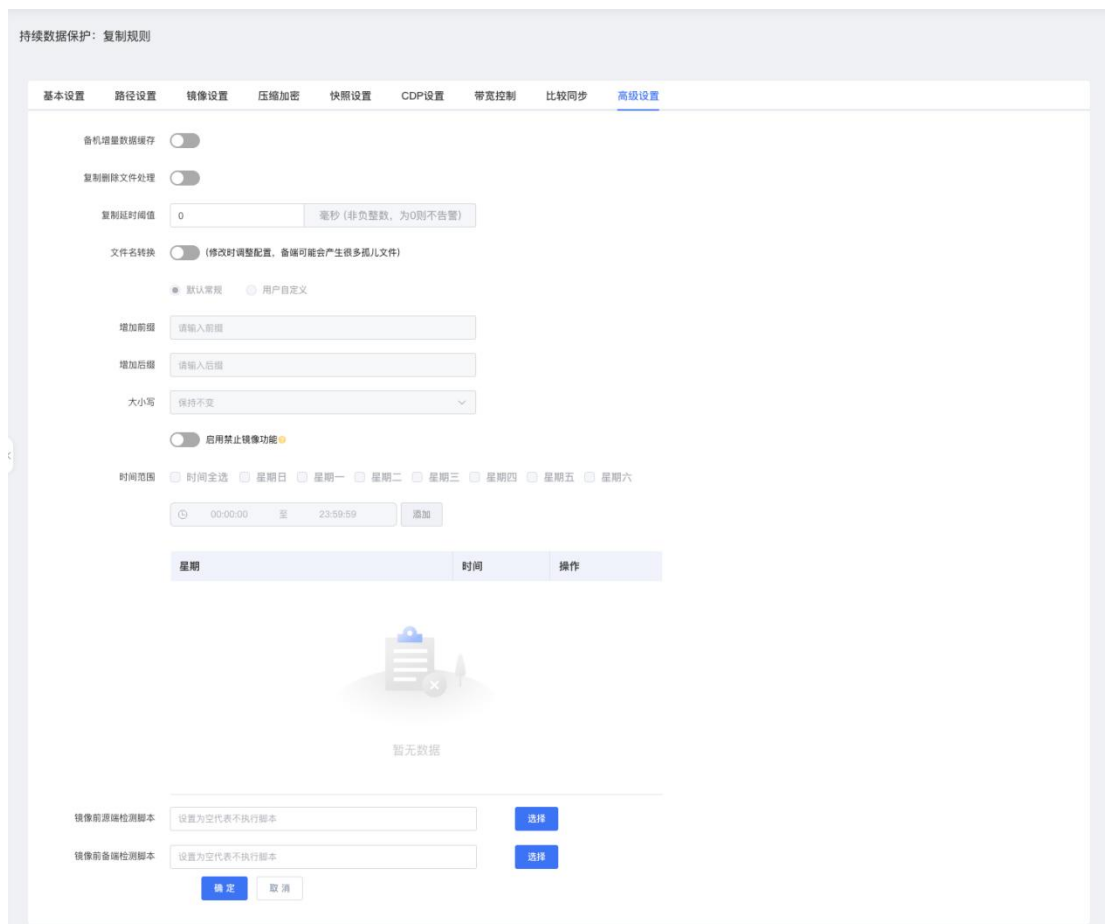 持续数据保护：复制规则
基本设置 路径设置 镜像设置 压缩加密 快照设置 CDP设置 带宽控制 比较同步 高级设置
备机增量数据缓存
复制删除文件处理
复制延时阈值 0 毫秒 (非负整数，为0则不告警)
文件名转换 (修改时调整配置，备端可能会产生很多孤儿文件)
默认常规 用户自定义
增加前缀 请输入前缀
增加后缀 请输入后缀
大小写 保持不变
启用禁止镜像功能
时间范围 时间全选 星期日 星期一 星期二 星期三 星期四 星期五 星期六
00:00:00 至 23:59:59 添加
星期 时间 操作
暂无数据
镜像前源端检测脚本 设置为空代表不执行脚本 选择
镜像前备端检测脚本 设置为空代表不执行脚本 选择
确定 取消